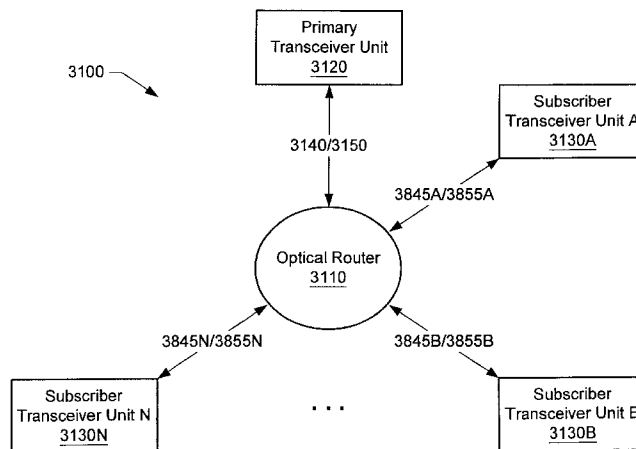 Primary
Transceiver Unit
3120
3100
Subscriber
Transceiver Unit A
3130A
3140/3150
3845A/3855A
Optical Router
3110
3845N/3855N
3845B/3855B
Subscriber
Transceiver Unit N
3130N
. . .
Subscriber
Transceiver Unit B
3130B